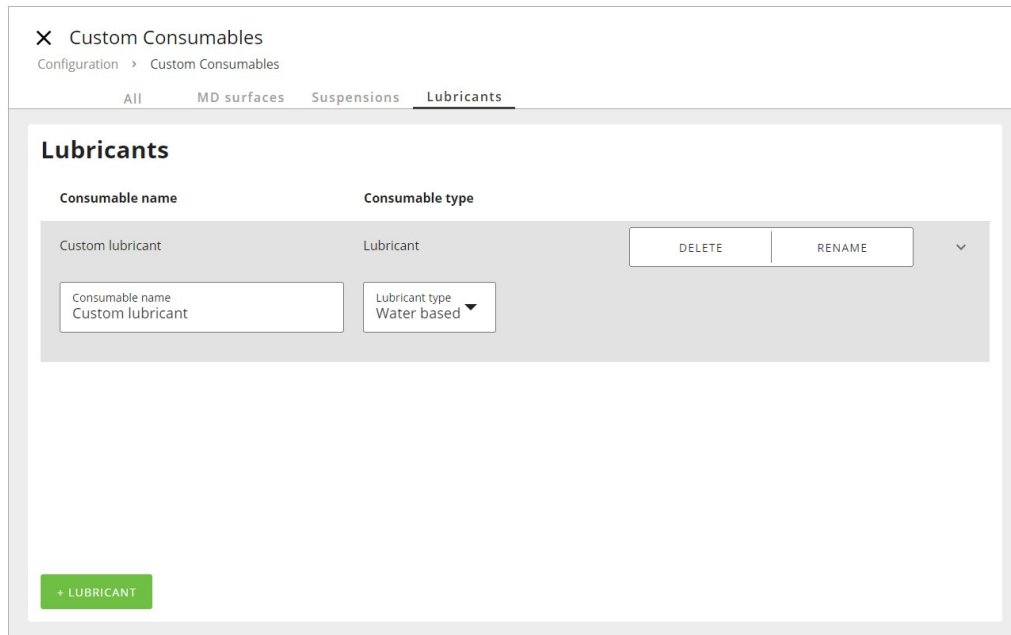 Custom Consumables
Configuration > Custom Consumables
All MD surfaces Suspensions Lubricants
Lubricants
Consumable name Consumable type
Custom lubricant Lubricant DELETE RENAME
Consumable name Lubricant type
Custom lubricant Water based
+ LUBRICANT